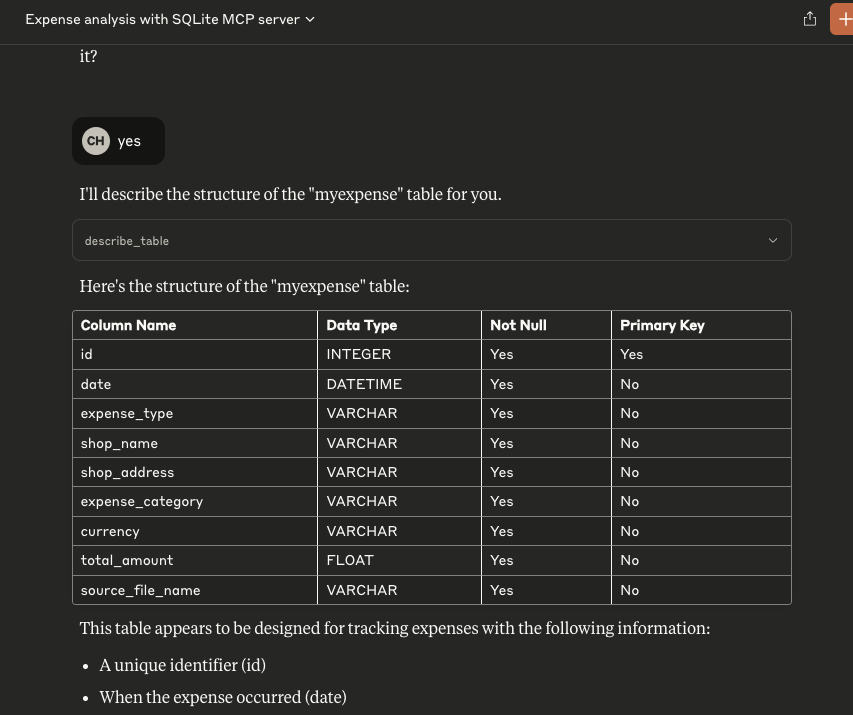 Expense analysis with SQLite MCP server
it?
CH yes
I'll describe the structure of the "myexpense" table for you.
describe_table
Here's the structure of the "myexpense" table:
Column Name Data Type Not Null Primary Key
id INTEGER Yes Yes
date DATETIME Yes No
expense_type VARCHAR Yes No
shop_name VARCHAR Yes No
shop_address VARCHAR Yes No
expense_category VARCHAR Yes No
currency VARCHAR Yes No
total_amount FLOAT Yes No
source_file_name VARCHAR Yes No
This table appears to be designed for tracking expenses with the following information:
• A unique identifier (id)
• When the expense occurred (date)